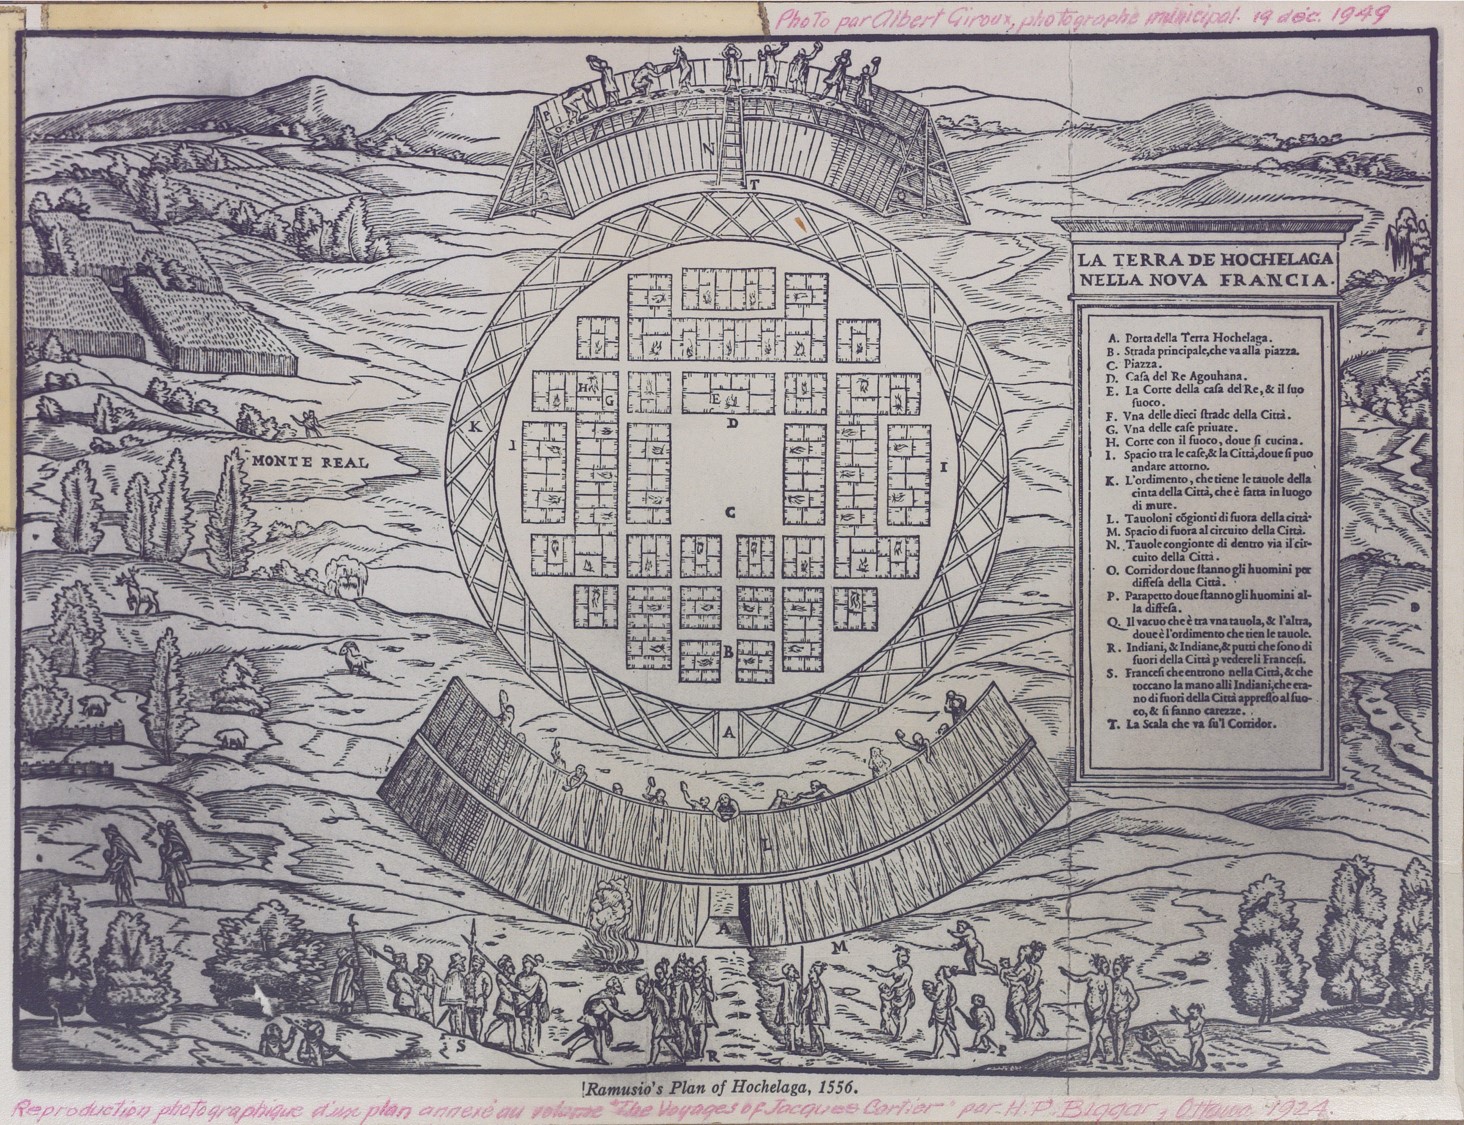 Photo par Albert Giroux, photographe municipal. 19 déc. 1949
P
N
T
O
LA TERRA DE HOCHELAGA
NELLA NOVA FRANCIA.
A. Porta della Terra Hochelaga.
B. Strada principale, che va alla piazza.
C. Piazza.
D. Casa del Re Agouhana.
E. La Corte della casa del Re, & il suo
fuoco.
F. Vna delle dieci strade della Città.
G. Vna delle case priuate.
H. Corte con il fuoco, doue si cucina.
I. Spacio tra le case, & la Città, doue si puo
andare attorno.
K. L'ordimento, che tiene le tauole della
cinta della Città, che è fatta in luogo
di mure.
L. Tauoloni cōgionti di fuora della città.
M. Spacio di fuora al circuito della Città.
N. Tauole congionte di dentro via il cir-
cuito della Città.
O. Corridor doue stanno gli huomini per
diffesa della Città.
P. Parapetto doue stanno gli huomini al-
la diffesa.
Q. Il vacuo che è tra vna tauola, & l'altra,
doue è l'ordimento che tien le tauole.
R. Indiani, & Indiane, & putti che sono di
fuori della Città p vedere li Francesi.
S. Francesi che entrono nella Città, & che
toccano la mano alli Indiani, che era-
no di fuori della Città appresso al fuo-
co, & si fanno carezze.
T. La Scala che va su'l Corridor.
H
G
E
D
K
I
I
MONTE REAL
C
B
A
L
A
M
S
R
!Ramusio's Plan of Hochelaga, 1556.
Reproduction photographique d'un plan annexé au volume "The Voyages of Jacques Cartier" par H.P. Biggar, Ottawa 1924.